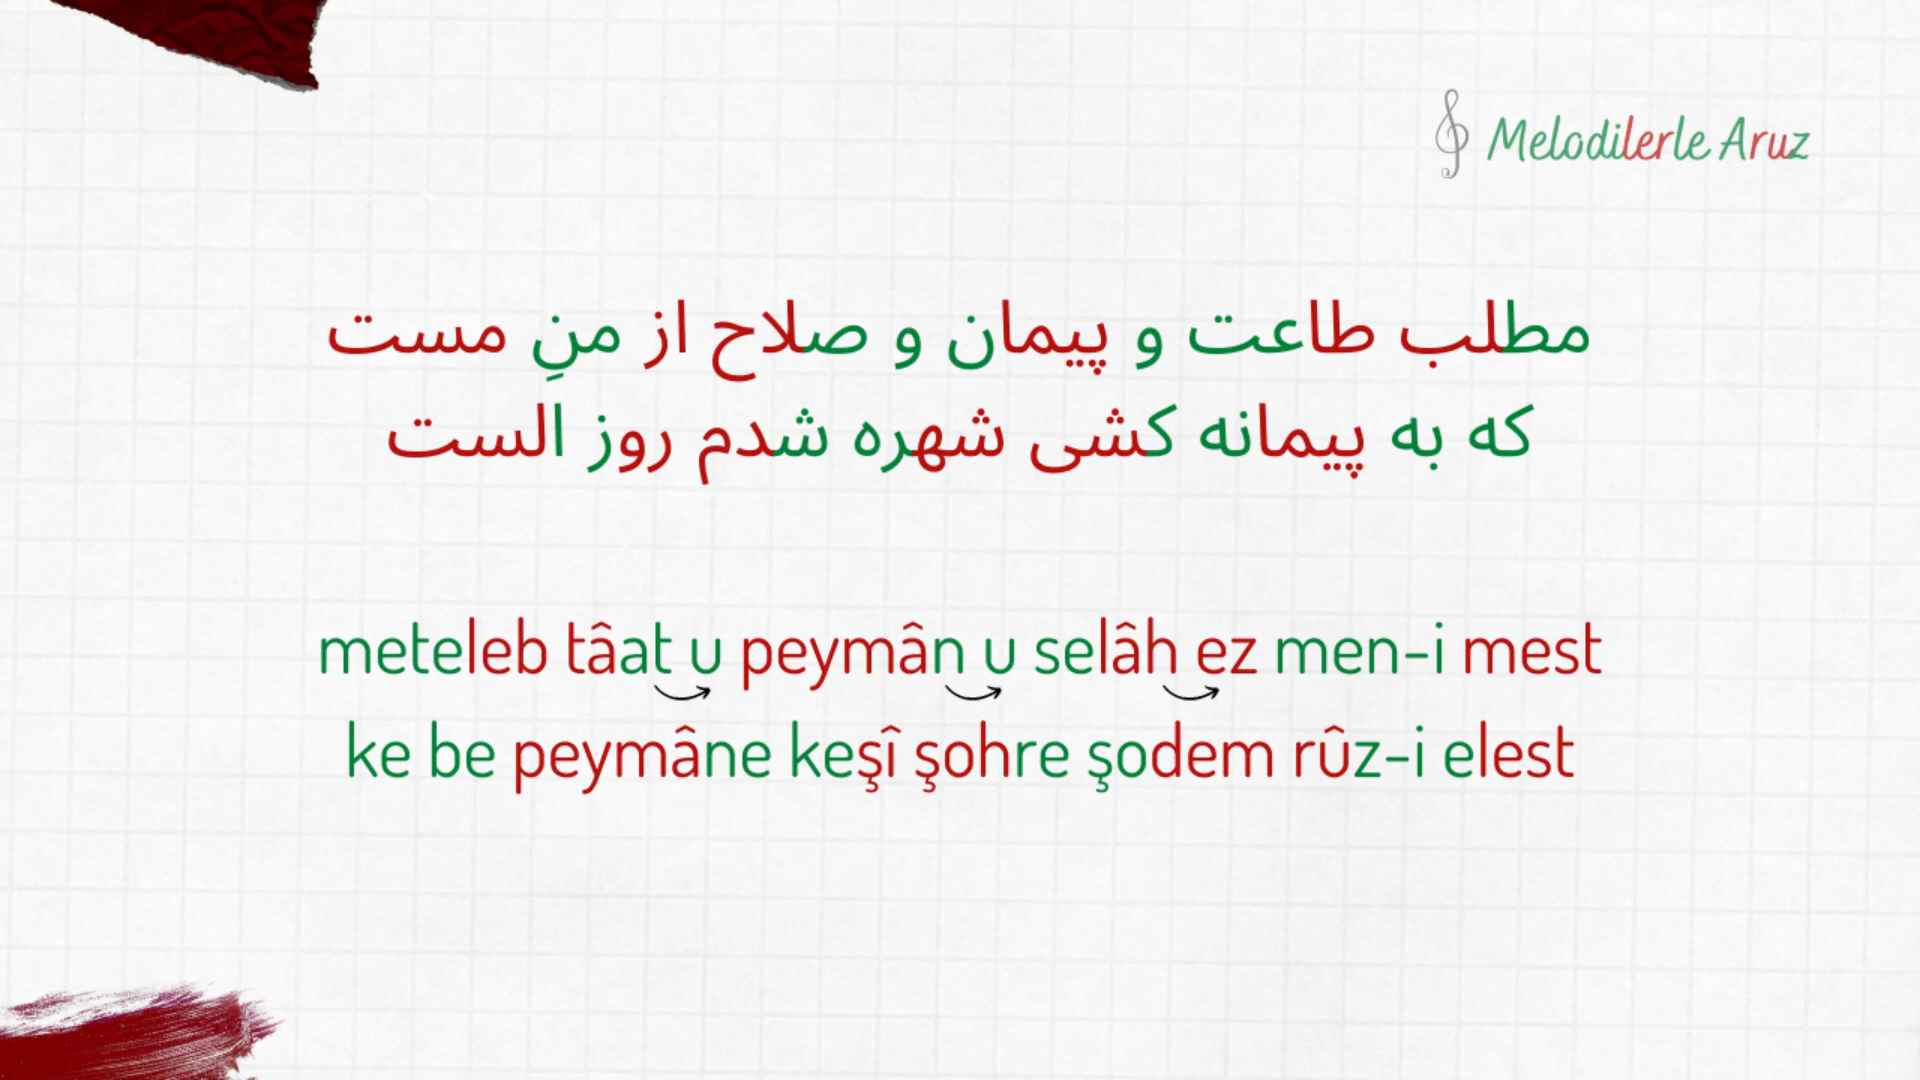 Melodilerle Aruz
مطلب طاعت و پیمان و صلاح از منِ مست
که به پیمانه کشی شهره شدم روز الست
meteleb tâat u peymân u selâh ez men-i mest
ke be peymâne keşî şohre şodem rûz-i elest